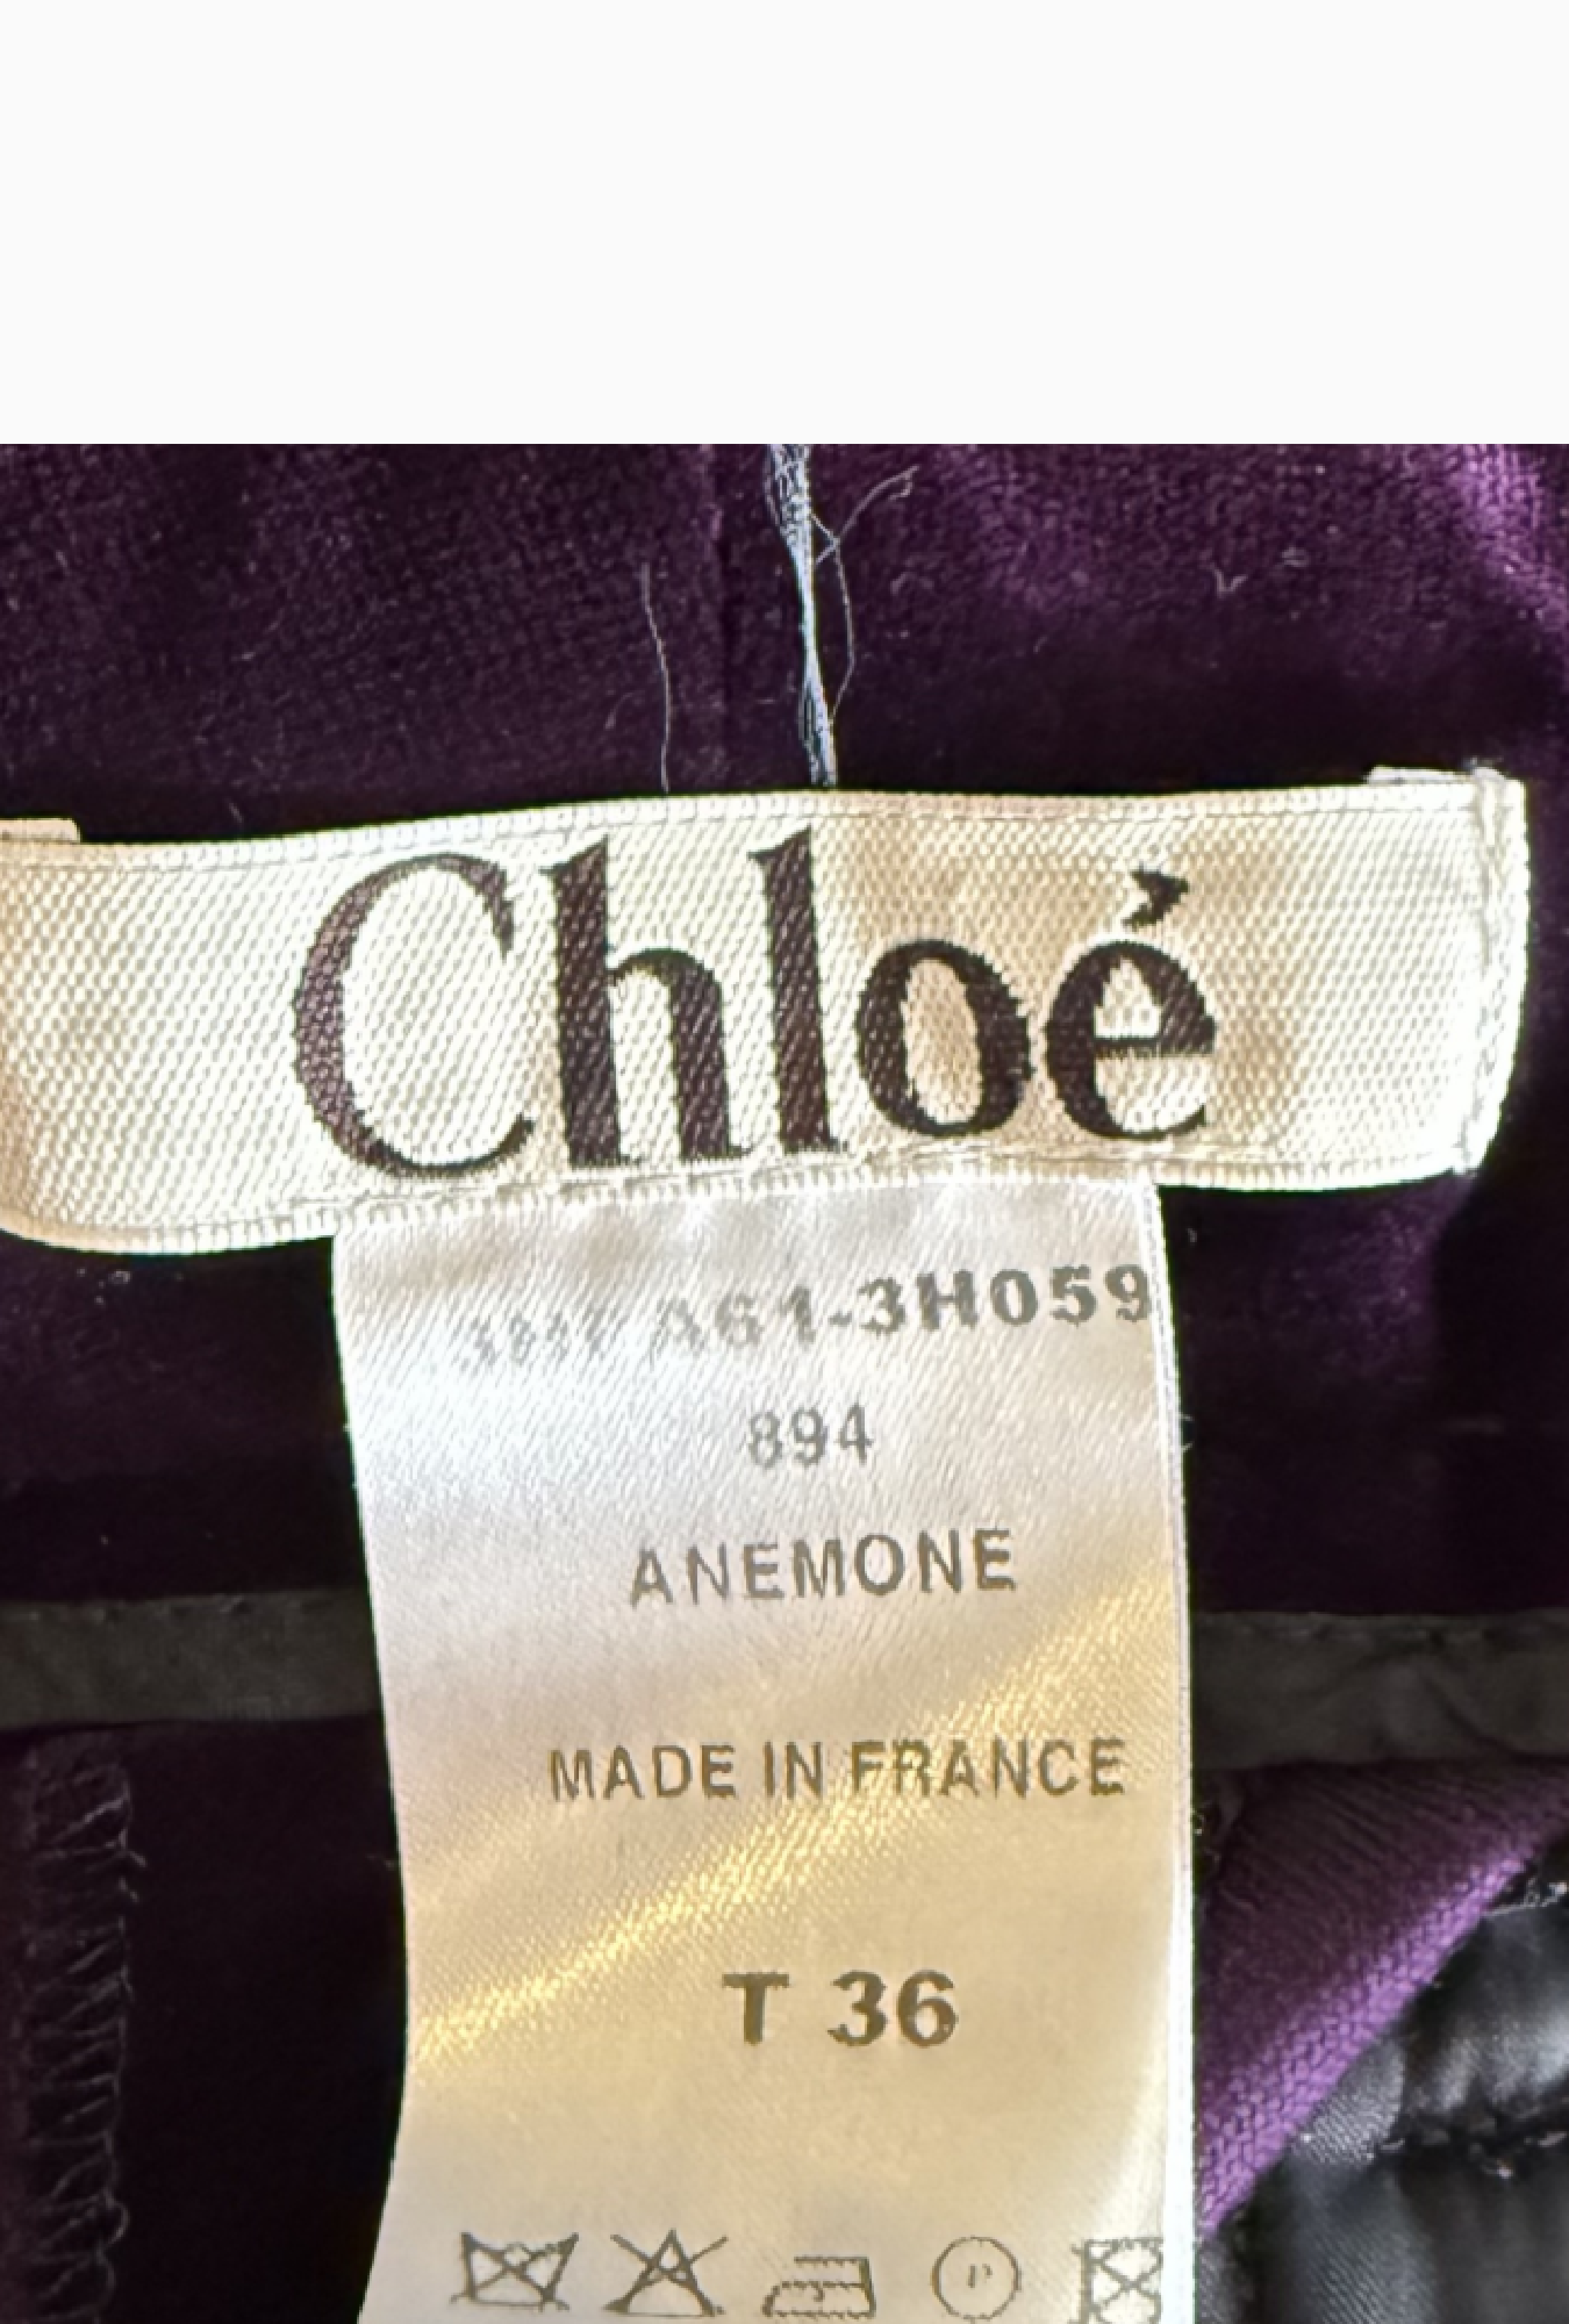 Chloé
A61-3H059
894
ANEMONE
MADE IN FRANCE
T 36
P